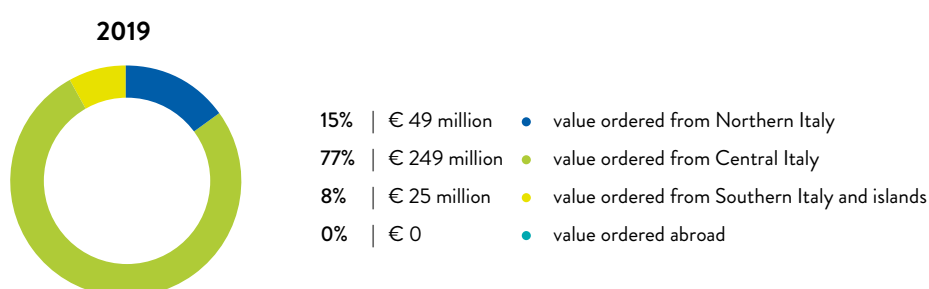 2019
15% | € 49 million • value ordered from Northern Italy
77% | € 249 million • value ordered from Central Italy
8% | € 25 million • value ordered from Southern Italy and islands
0% | € 0 • value ordered abroad